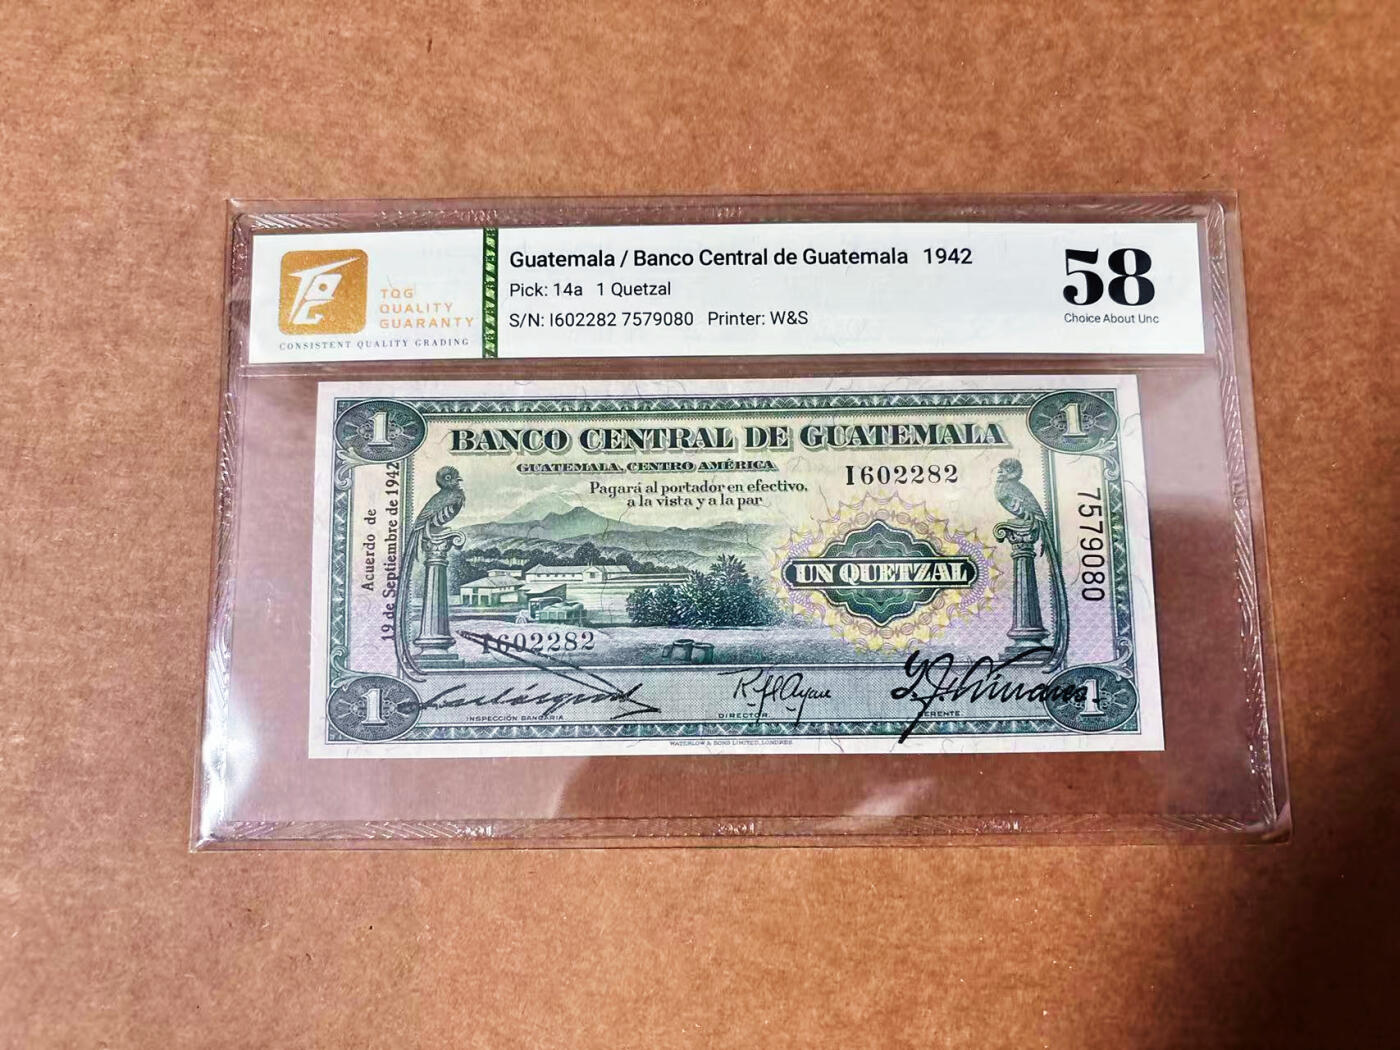 TQG
QUALITY
GUARANTY
CONSISTENT QUALITY GRADING
Guatemala / Banco Central de Guatemala 1942
Pick: 14a 1 Quetzal
S/N: I602282 7579080 Printer: W&S
58
Choice About Unc
1
1
BANCO CENTRAL DE GUATEMALA
GUATEMALA, CENTRO AMÉRICA
I602282
Pagará al portador en efectivo,
a la vista y a la par
Acuerdo de
19 de Septiembre de 1942
7579080
UN QUETZAL
I602282
1
1
INSPECCIÓN BANCARIA
DIRECTOR
GERENTE
WATERLOW & SONS LIMITED, LONDRES